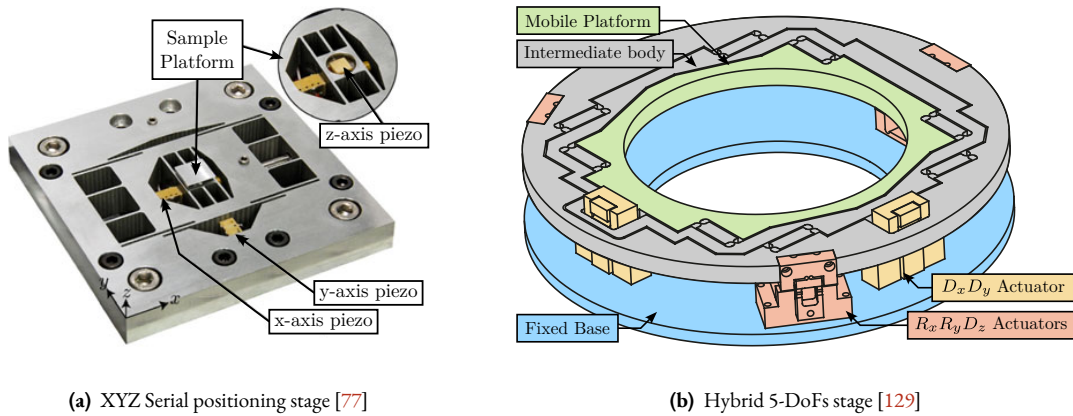 Sample
Platform
z-axis piezo
y-axis piezo
x-axis piezo
y
z
x
(a) XYZ Serial positioning stage [77]
Mobile Platform
Intermediate body
DxDy Actuator
Fixed Base
RxRyDz Actuators
(b) Hybrid 5-DoFs stage [129]